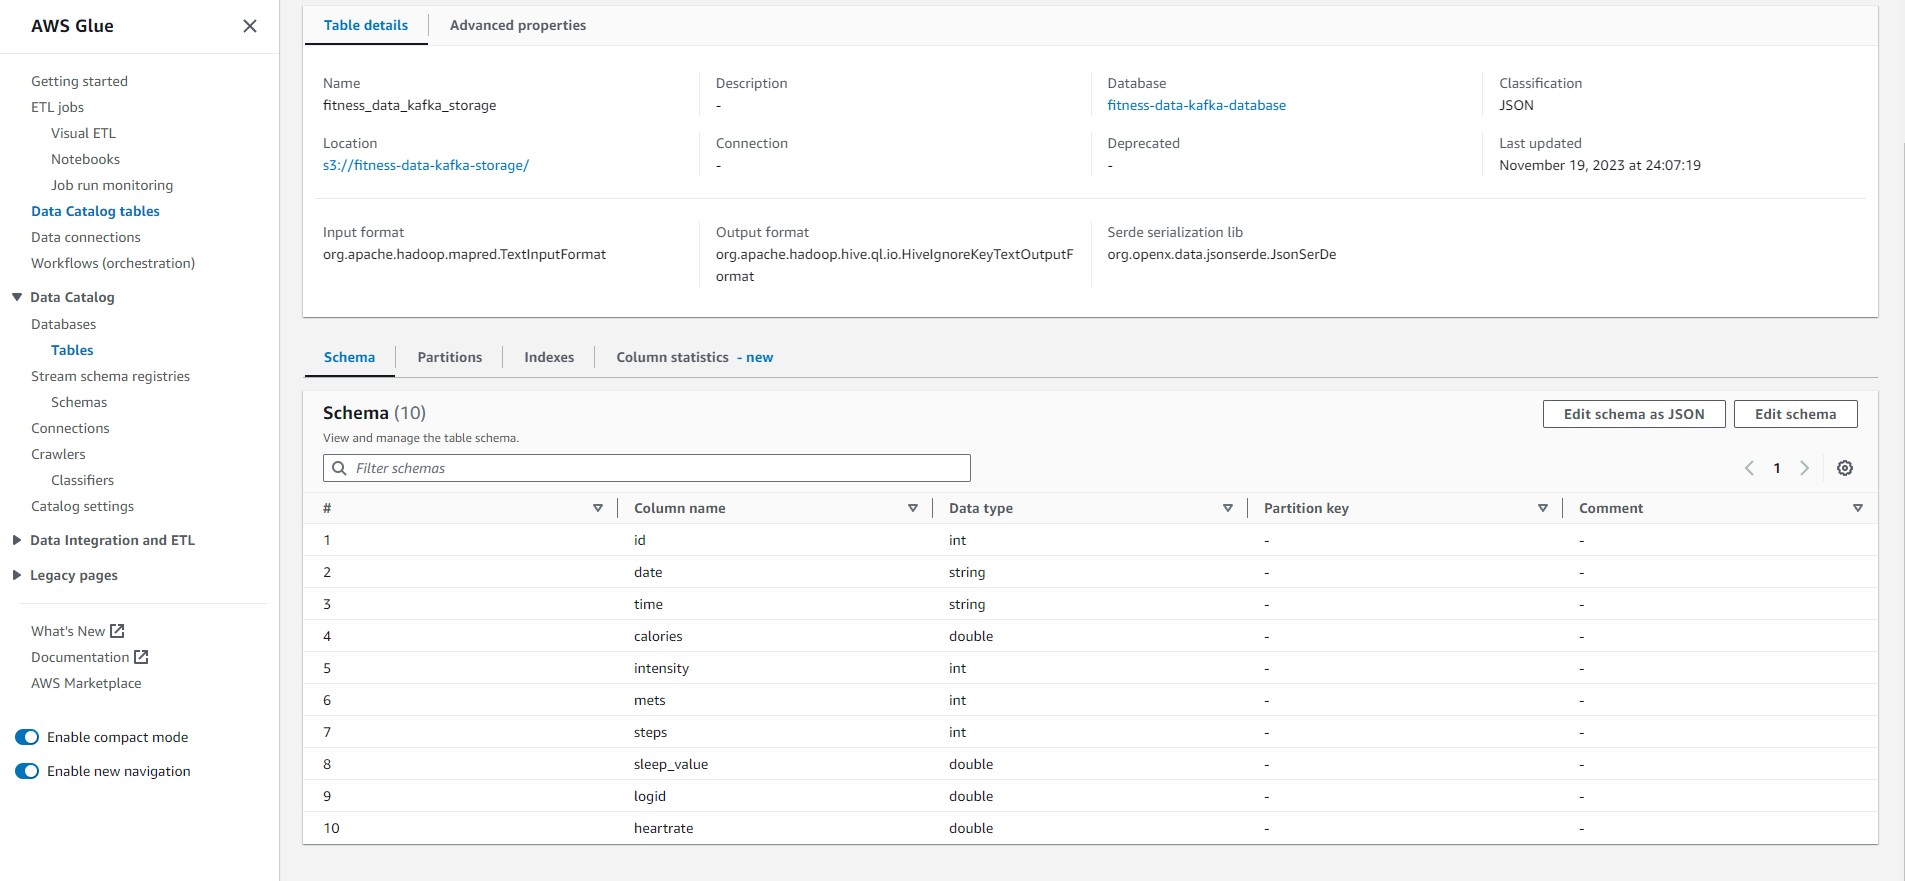 AWS Glue
Getting started
ETL jobs
Visual ETL
Notebooks
Job run monitoring
Data Catalog tables
Data connections
Workflows (orchestration)
Data Catalog
Databases
Tables
Stream schema registries
Schemas
Connections
Crawlers
Classifiers
Catalog settings
Data Integration and ETL
Legacy pages
What's New
Documentation
AWS Marketplace
Enable compact mode
Enable new navigation
Table details
Advanced properties
Name
fitness_data_kafka_storage
Description
-
Database
fitness-data-kafka-database
Classification
JSON
Location
s3://fitness-data-kafka-storage/
Connection
-
Deprecated
-
Last updated
November 19, 2023 at 24:07:19
Input format
org.apache.hadoop.mapred.TextInputFormat
Output format
org.apache.hadoop.hive.ql.io.HiveIgnoreKeyTextOutputF
ormat
Serde serialization lib
org.openx.data.jsonserde.JsonSerDe
Schema Partitions Indexes Column statistics - new
Schema (10)
View and manage the table schema.
Edit schema as JSON
Edit schema
Filter schemas
1
# Column name Data type Partition key Comment
1 id int - -
2 date string - -
3 time string - -
4 calories double - -
5 intensity int - -
6 mets int - -
7 steps int - -
8 sleep_value double - -
9 logid double - -
10 heartrate double - -